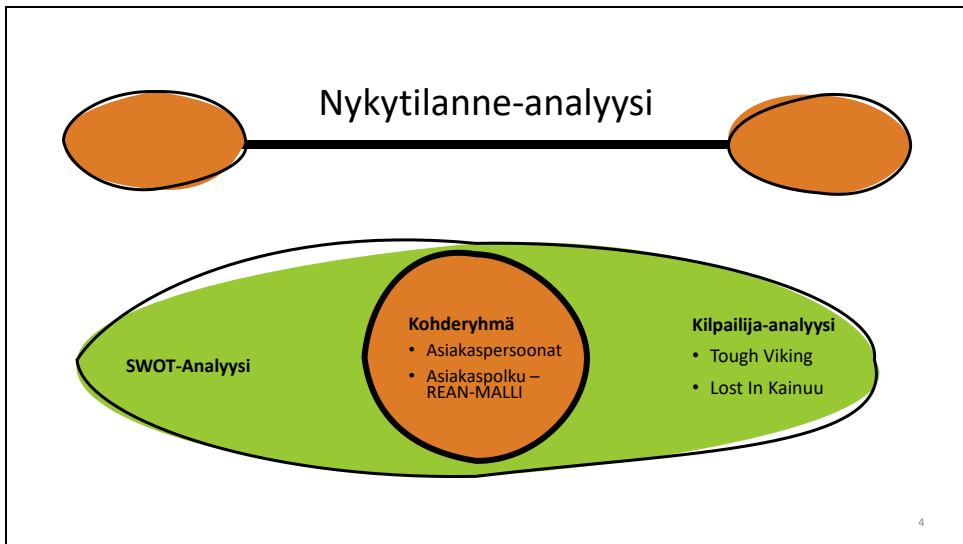 Nykytilanne-analyysi
SWOT-Analyysi
Kohderyhmä
• Asiakaspersoonat
• Asiakaspolku –
REAN-MALLI
Kilpailija-analyysi
• Tough Viking
• Lost In Kainuu
4